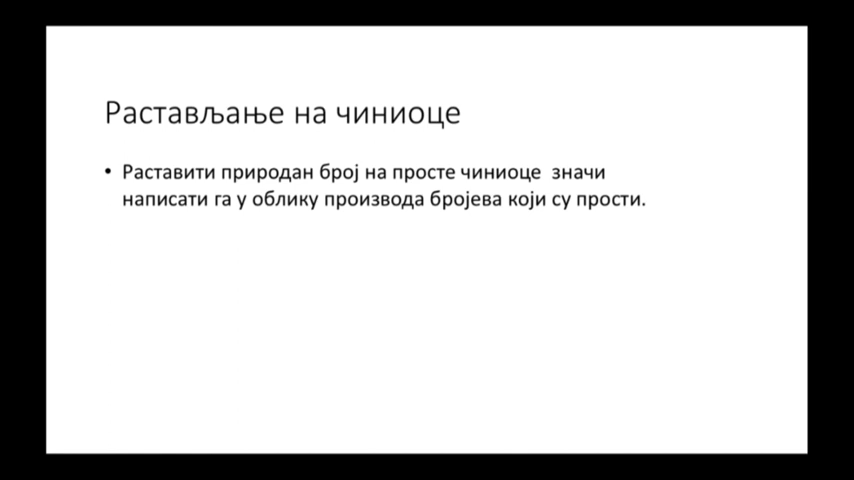 Растављање на чиниоце
• Раставити природан број на просте чиниоце значи
написати га у облику производа бројева који су прости.